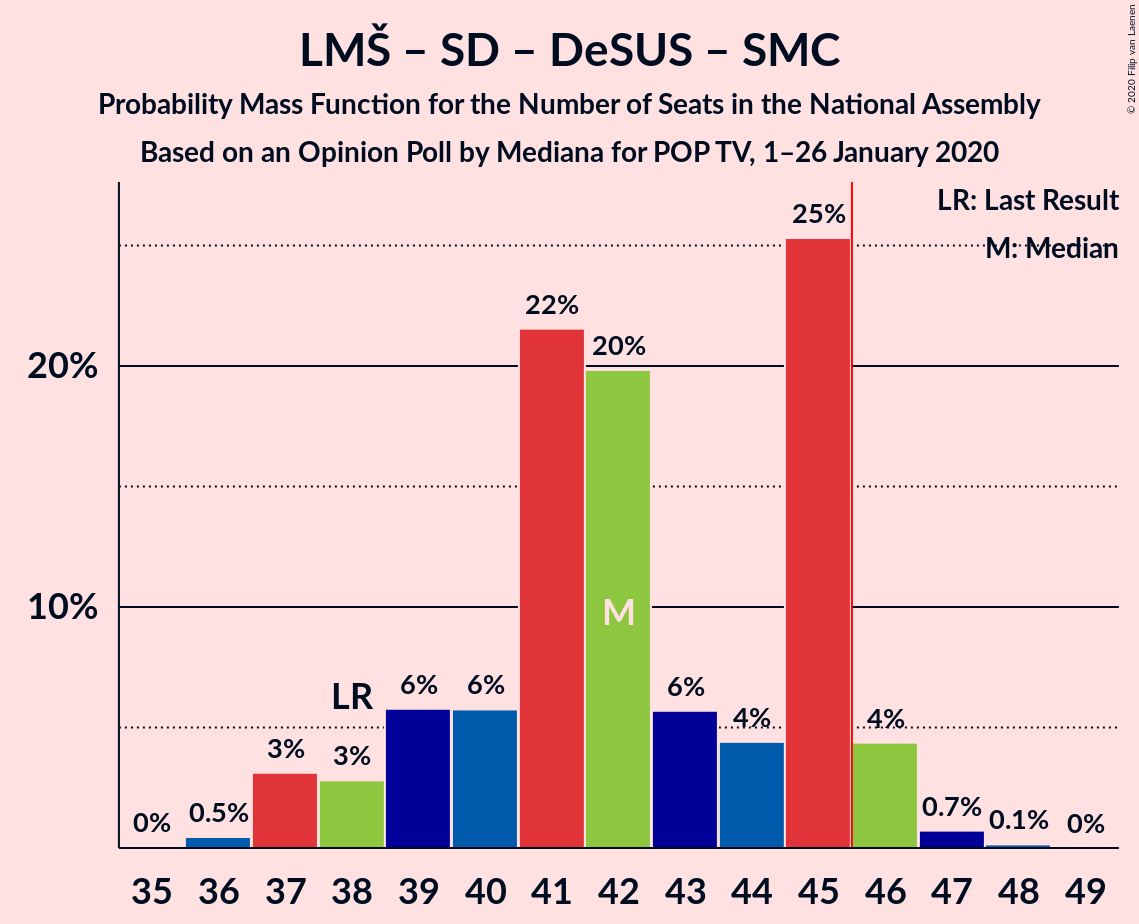 LMŠ – SD – DeSUS – SMC
Probability Mass Function for the Number of Seats in the National Assembly
Based on an Opinion Poll by Mediana for POP TV, 1–26 January 2020
© 2020 Filip van Laenen
LR: Last Result
M: Median
20%
10%
0%
0.5%
3%
3%
LR
6%
6%
22%
20%
M
6%
4%
25%
4%
0.7%
0.1%
0%
35 36 37 38 39 40 41 42 43 44 45 46 47 48 49